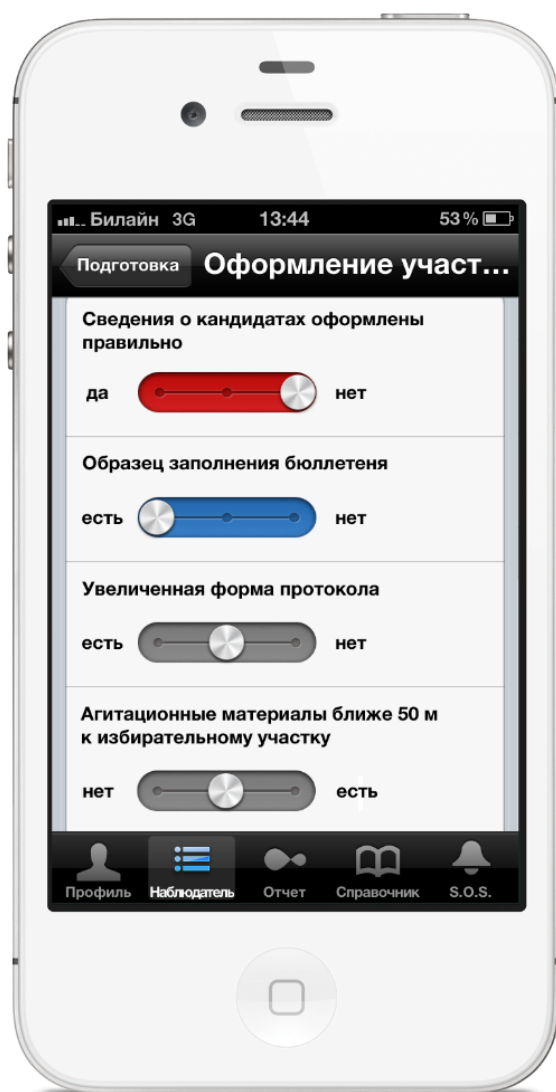 Билайн 3G 13:44 53 %
Подготовка Оформление участ...
Сведения о кандидатах оформлены
правильно
да нет
Образец заполнения бюллетеня
есть нет
Увеличенная форма протокола
есть нет
Агитационные материалы ближе 50 м
к избирательному участку
нет есть
Профиль Наблюдатель Отчет Справочник S.O.S.